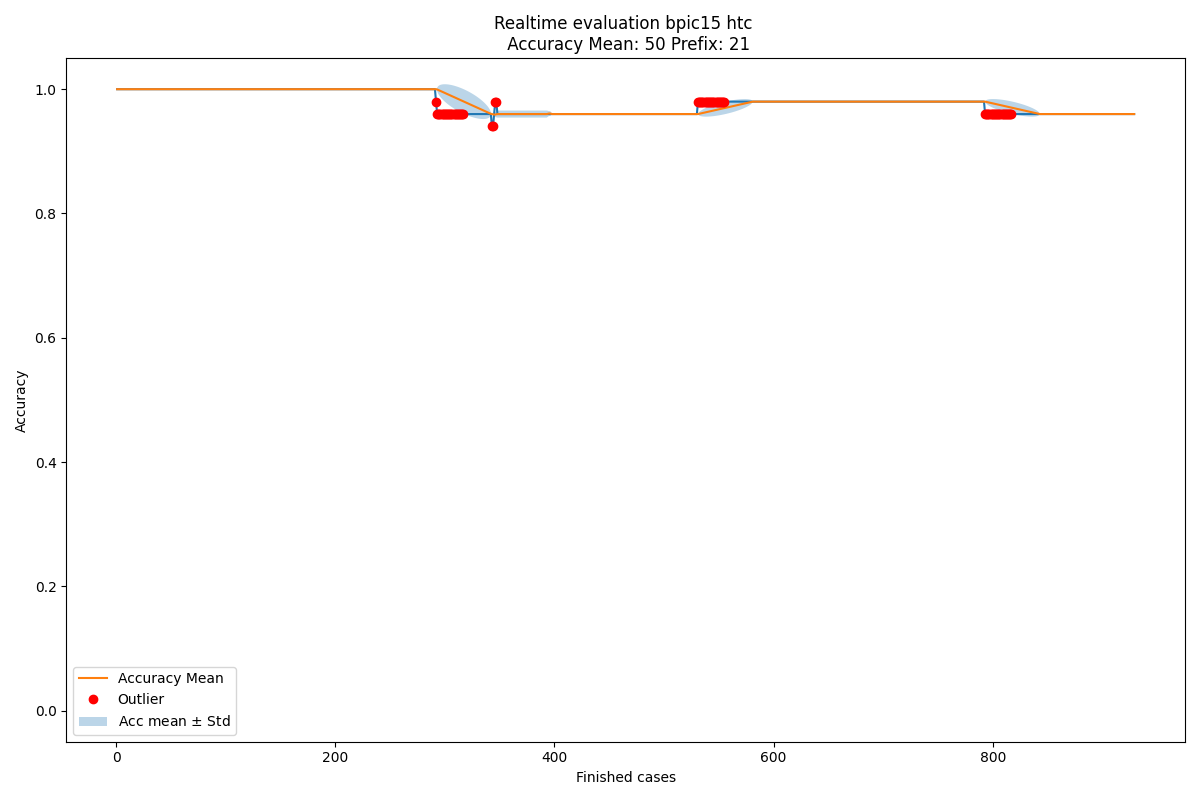 Realtime evaluation bpic15 htc
Accuracy Mean: 50 Prefix: 21
1.0
0.8
0.6
0.4
0.2
0.0
Accuracy
Accuracy Mean
Outlier
Acc mean ± Std
0
200
400
600
800
Finished cases